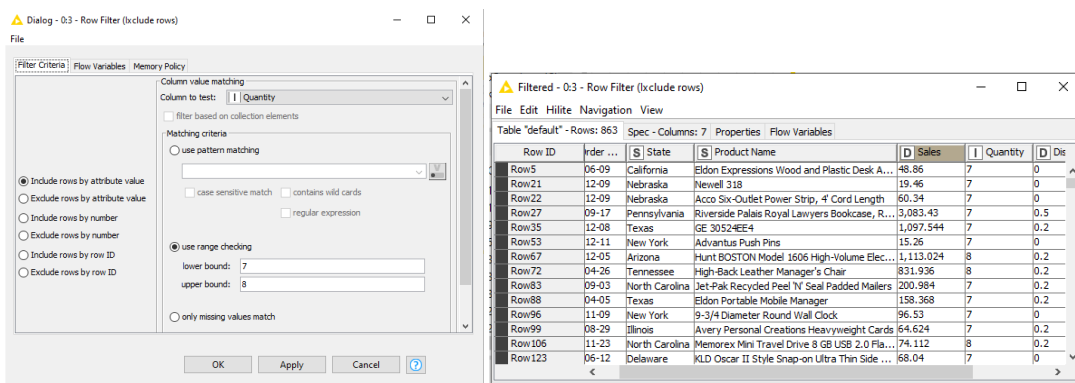 Dialog - 0:3 - Row Filter (Ixclude rows)
File
Filter Criteria Flow Variables Memory Policy
Column value matching
Column to test: I Quantity
filter based on collection elements
Matching criteria
use pattern matching
case sensitive match contains wild cards
regular expression
Include rows by attribute value
Exclude rows by attribute value
Include rows by number
Exclude rows by number
Include rows by row ID
Exclude rows by row ID
use range checking
lower bound: 7
upper bound: 8
only missing values match
OK Apply Cancel ?
Filtered - 0:3 - Row Filter (Ixclude rows)
File Edit Hilite Navigation View
Table "default" - Rows: 863 Spec - Columns: 7 Properties Flow Variables
Row ID rder ... S State S Product Name D Sales I Quantity D Dis
Row5 06-09 California Eldon Expressions Wood and Plastic Desk A... 48.86 7 0
Row21 12-09 Nebraska Newell 318 19.46 7 0
Row22 12-09 Nebraska Acco Six-Outlet Power Strip, 4' Cord Length 60.34 7 0
Row27 09-17 Pennsylvania Riverside Palais Royal Lawyers Bookcase, R... 3,083.43 7 0.5
Row35 12-08 Texas GE 30524EE4 1,097.544 7 0.2
Row53 12-11 New York Advantus Push Pins 15.26 7 0
Row67 12-05 Arizona Hunt BOSTON Model 1606 High-Volume Elec... 1,113.024 8 0.2
Row72 04-26 Tennessee High-Back Leather Manager's Chair 831.936 8 0.2
Row83 09-03 North Carolina Jet-Pak Recycled Peel 'N' Seal Padded Mailers 200.984 7 0.2
Row88 04-05 Texas Eldon Portable Mobile Manager 158.368 7 0.2
Row96 11-09 New York 9-3/4 Diameter Round Wall Clock 96.53 7 0
Row99 08-29 Illinois Avery Personal Creations Heavyweight Cards 64.624 7 0.2
Row106 11-23 North Carolina Memorex Mini Travel Drive 8 GB USB 2.0 Fla... 74.112 8 0.2
Row123 06-12 Delaware KLD Oscar II Style Snap-on Ultra Thin Side ... 68.04 7 0